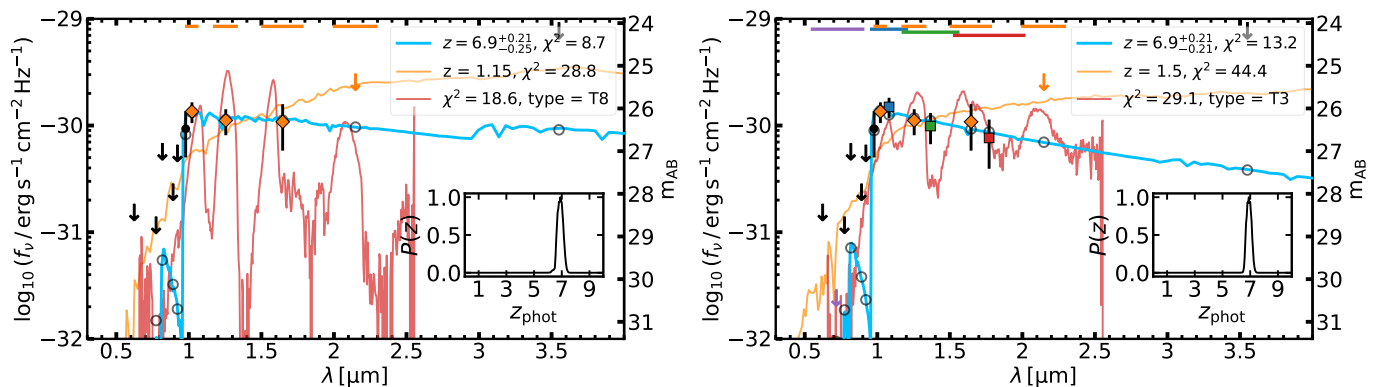 −29
−30
−31
−32
log₁₀(fᵥ / erg s⁻¹ cm⁻² Hz⁻¹)
24
25
26
27
28
29
30
31
m_AB
z = 6.9^{+0.21}_{−0.25}, χ² = 8.7
z = 1.15, χ² = 28.8
χ² = 18.6, type = T8
1.0
0.5
0.0
P(z)
1 3 5 7 9
z_phot
0.5 1 1.5 2 2.5 3 3.5
λ [μm]
−29
−30
−31
−32
log₁₀(fᵥ / erg s⁻¹ cm⁻² Hz⁻¹)
24
25
26
27
28
29
30
31
m_AB
z = 6.9^{+0.21}_{−0.21}, χ² = 13.2
z = 1.5, χ² = 44.4
χ² = 29.1, type = T3
1.0
0.5
0.0
P(z)
1 3 5 7 9
z_phot
0.5 1 1.5 2 2.5 3 3.5
λ [μm]